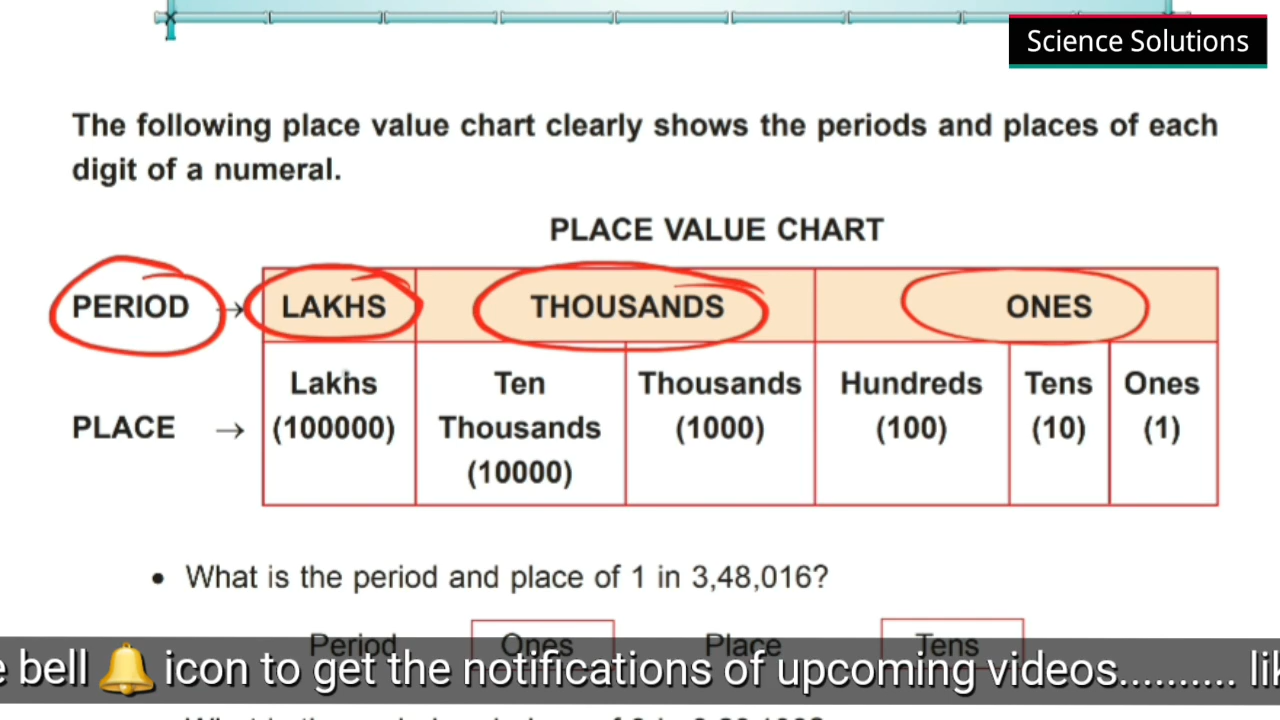 Science Solutions
The following place value chart clearly shows the periods and places of each
digit of a numeral.
PLACE VALUE CHART
PERIOD → LAKHS THOUSANDS ONES
PLACE → Lakhs (100000) Ten Thousands (10000) Thousands (1000) Hundreds (100) Tens (10) Ones (1)
• What is the period and place of 1 in 3,48,016?
Period Ones Place Tens
bell 🔔 icon to get the notifications of upcoming videos..........